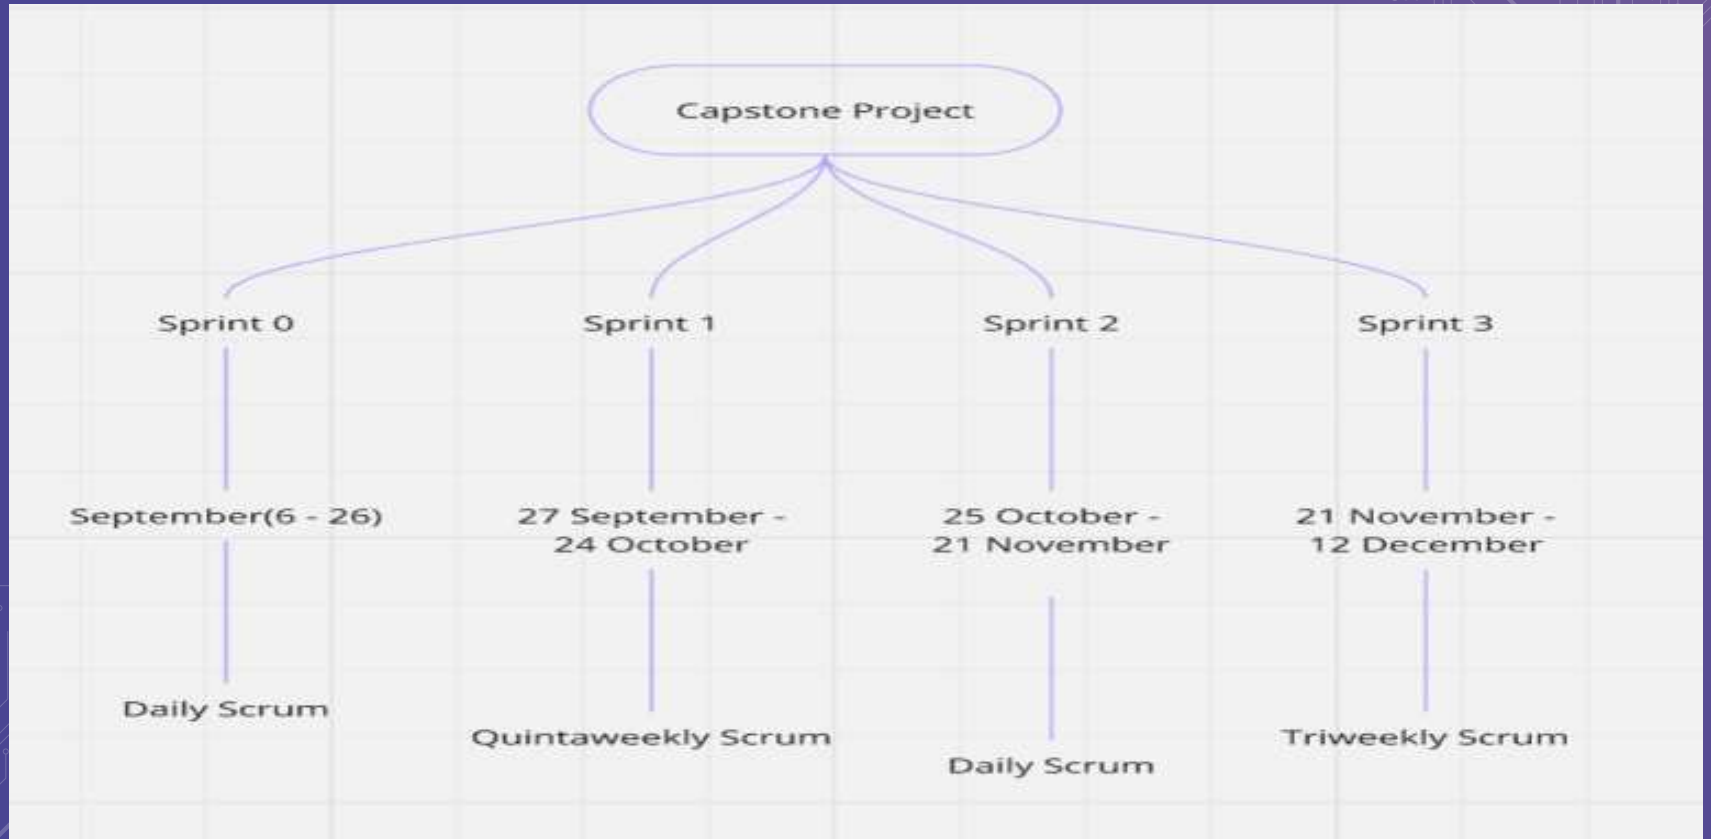 Capstone Project
Sprint 0
Sprint 1
Sprint 2
Sprint 3
September(6 - 26)
27 September -
24 October
25 October -
21 November
21 November -
12 December
Daily Scrum
Quintaweekly Scrum
Daily Scrum
Triweekly Scrum